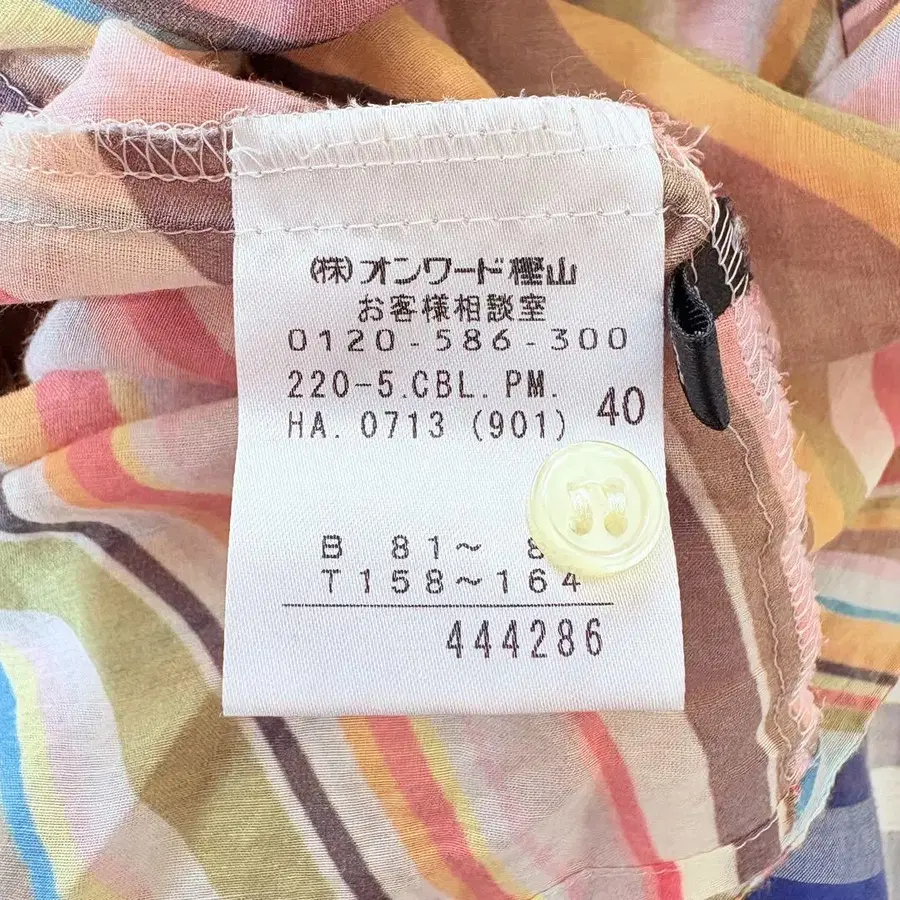 (株)オンワード樫山
お客様相談室
0120-586-300
220-5.CBL.PM.
HA. 0713 (901) 40
B 81～ 8
T158～164
444286